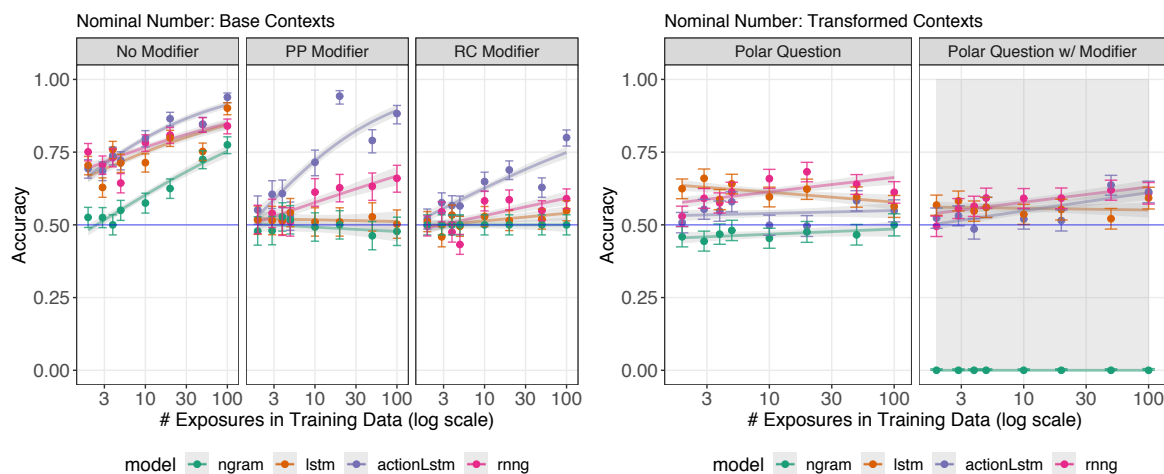 Nominal Number: Base Contexts
No Modifier PP Modifier RC Modifier
1.00
0.75
0.50
0.25
0.00
Accuracy
3 10 30 100 3 10 30 100 3 10 30 100
# Exposures in Training Data (log scale)
model ngram lstm actionLstm rnng
Nominal Number: Transformed Contexts
Polar Question Polar Question w/ Modifier
1.00
0.75
0.50
0.25
0.00
Accuracy
3 10 30 100 3 10 30 100
# Exposures in Training Data (log scale)
model ngram lstm actionLstm rnng